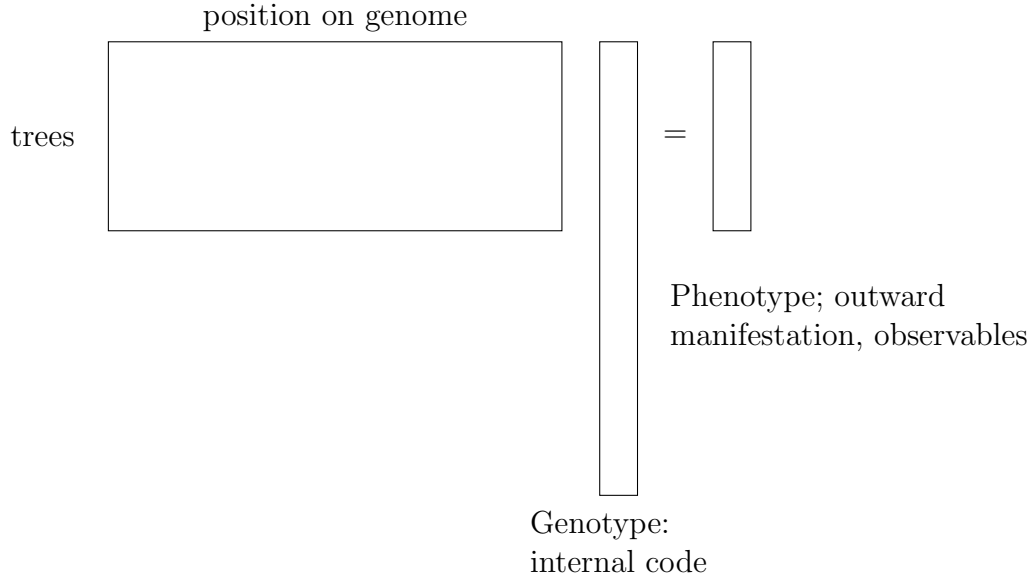 position on genome
trees
=
Phenotype; outward
manifestation, observables
Genotype:
internal code